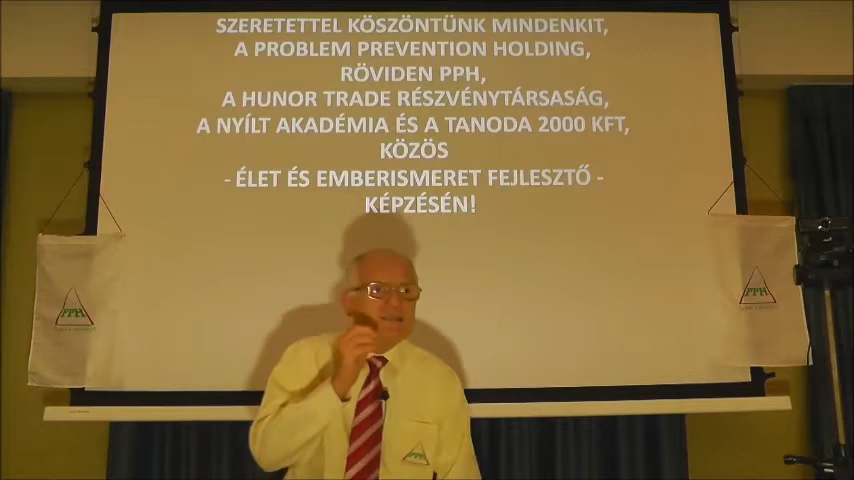 SZERETETTEL KÖSZÖNTÜNK MINDENKIT,
A PROBLEM PREVENTION HOLDING,
RÖVIDEN PPH,
A HUNOR TRADE RÉSZVÉNYTÁRSASÁG,
A NYÍLT AKADÉMIA ÉS A TANODA 2000 KFT,
KÖZÖS
- ÉLET ÉS EMBERISMERET FEJLESZTŐ -
KÉPZÉSÉN!
PPH
PPH
PPH